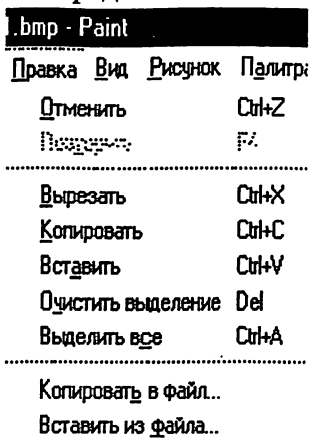 .bmp - Paint
Правка Вид Рисунок Палитра
Отменить Ctrl+Z
F4
Вырезать Ctrl+X
Копировать Ctrl+C
Вставить Ctrl+V
Очистить выделение Del
Выделить все Ctrl+A
Копировать в файл...
Вставить из файла...